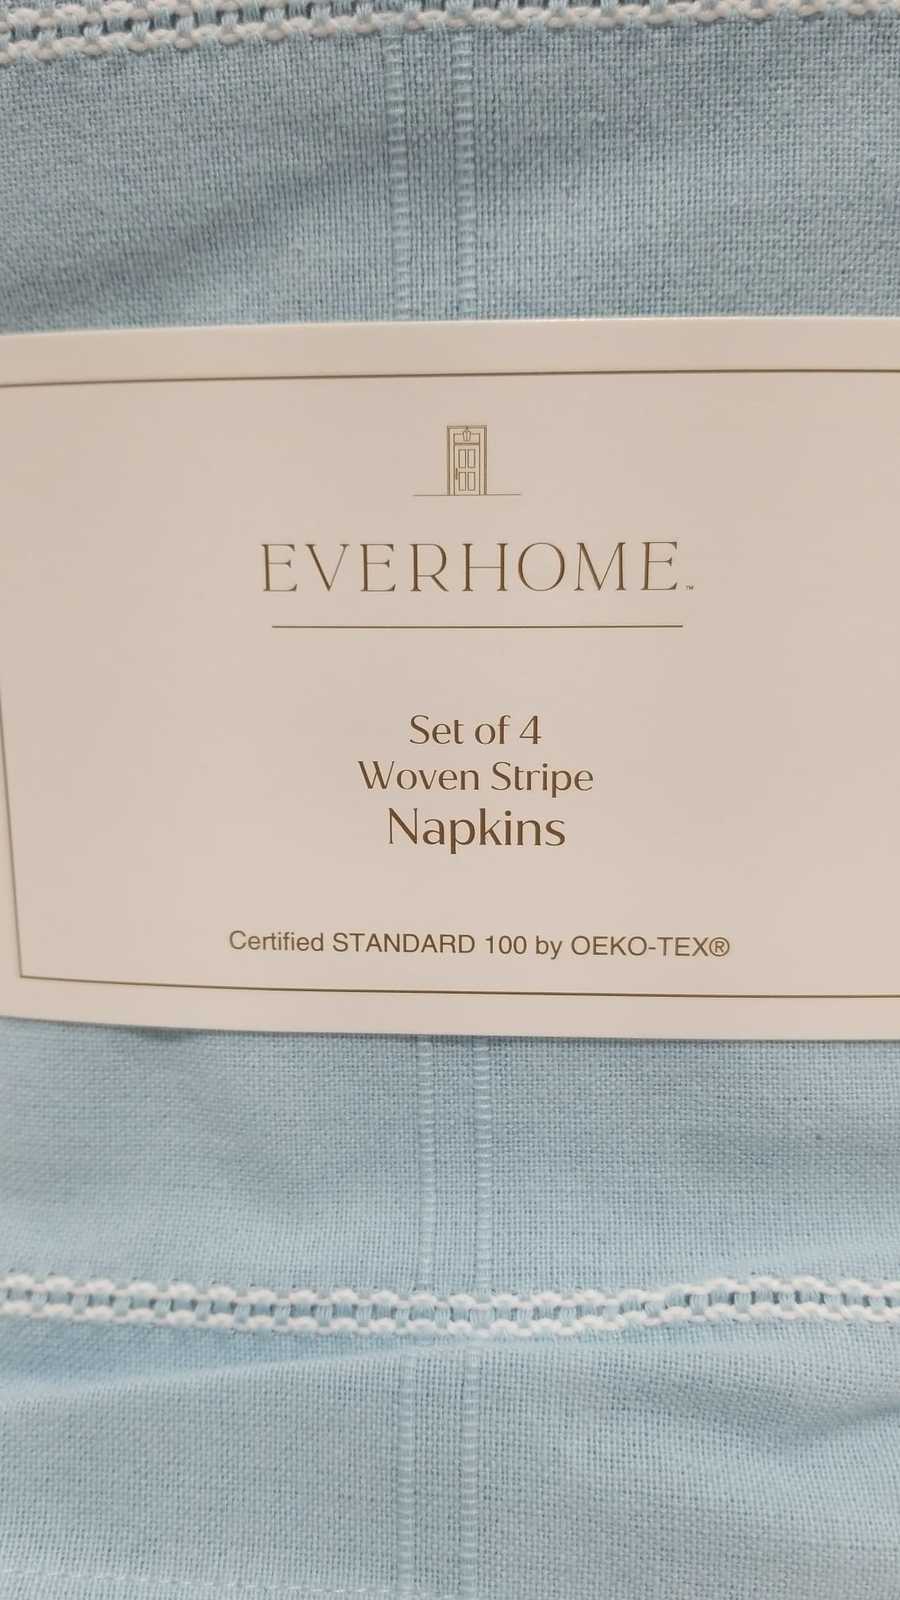 EVERHOME™
Set of 4
Woven Stripe
Napkins
Certified STANDARD 100 by OEKO-TEX®